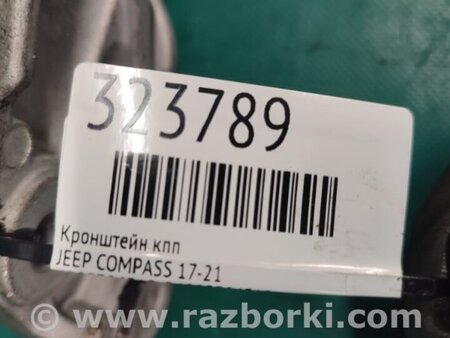 323789
Кронштейн кпп
JEEP COMPASS 17-21
www.razborki.com